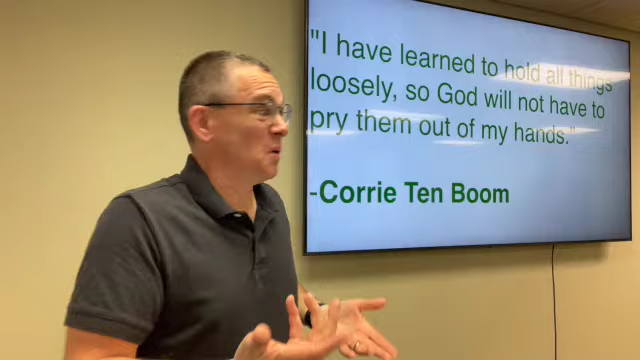 "I have learned to hold all things
loosely, so God will not have to
pry them out of my hands."
-Corrie Ten Boom